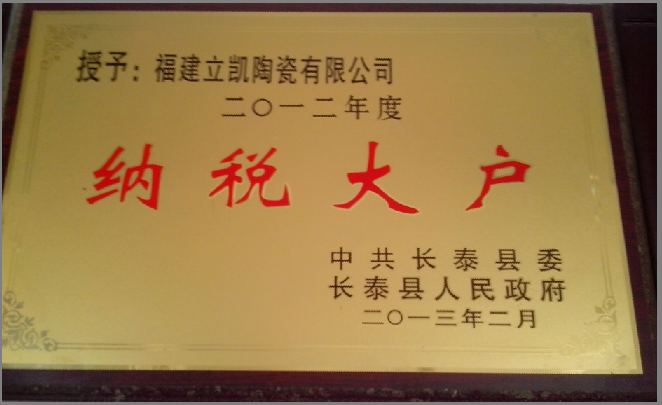 授予：福建立凯陶瓷有限公司
二〇一二年度
纳税大户
中共长泰县委
长泰县人民政府
二〇一三年二月